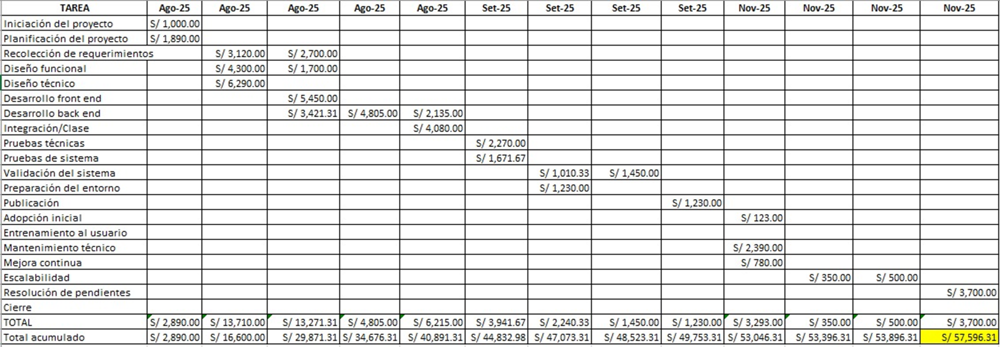 TAREA Ago-25 Ago-25 Ago-25 Ago-25 Ago-25 Set-25 Set-25 Set-25 Set-25 Nov-25 Nov-25 Nov-25 Nov-25
Iniciación del proyecto S/ 1,000.00
Planificación del proyecto S/ 1,890.00
Recolección de requerimientos S/ 3,120.00 S/ 2,700.00
Diseño funcional S/ 4,300.00 S/ 1,700.00
Diseño técnico S/ 6,290.00
Desarrollo front end S/ 5,450.00
Desarrollo back end S/ 3,421.31 S/ 4,805.00 S/ 2,135.00
Integración/Clase S/ 4,080.00
Pruebas técnicas S/ 2,270.00
Pruebas de sistema S/ 1,671.67
Validación del sistema S/ 1,010.33 S/ 1,450.00
Preparación del entorno S/ 1,230.00
Publicación S/ 1,230.00
Adopción inicial S/ 123.00
Entrenamiento al usuario
Mantenimiento técnico S/ 2,390.00
Mejora continua S/ 780.00
Escalabilidad S/ 350.00 S/ 500.00
Resolución de pendientes S/ 3,700.00
Cierre
TOTAL S/ 2,890.00 S/ 13,710.00 S/ 13,271.31 S/ 4,805.00 S/ 6,215.00 S/ 3,941.67 S/ 2,240.33 S/ 1,450.00 S/ 1,230.00 S/ 3,293.00 S/ 350.00 S/ 500.00 S/ 3,700.00
Total acumulado S/ 2,890.00 S/ 16,600.00 S/ 29,871.31 S/ 34,676.31 S/ 40,891.31 S/ 44,832.98 S/ 47,073.31 S/ 48,523.31 S/ 49,753.31 S/ 53,046.31 S/ 53,396.31 S/ 53,896.31 S/ 57,596.31